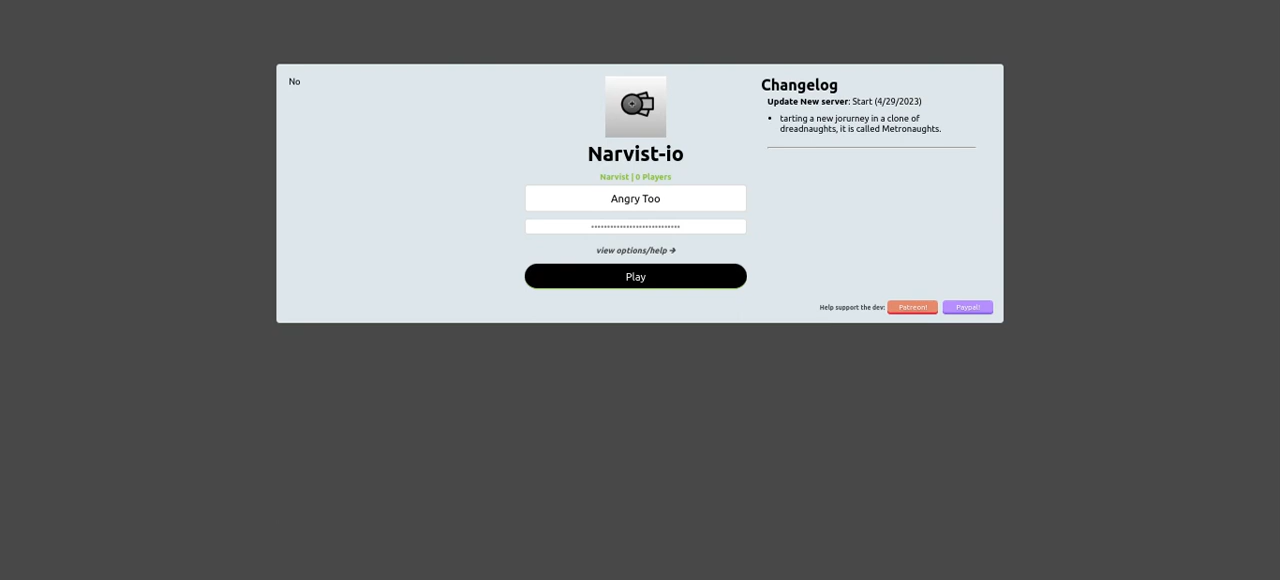 No
Narvist-io
Narvist | 0 Players
Angry Too
••••••••••••••••••••••••••••
view options/help →
Play
Changelog
Update New server: Start (4/29/2023)
• tarting a new jorurney in a clone of
dreadnaughts, it is called Metronaughts.
Help support the dev: Patreon! Paypal!